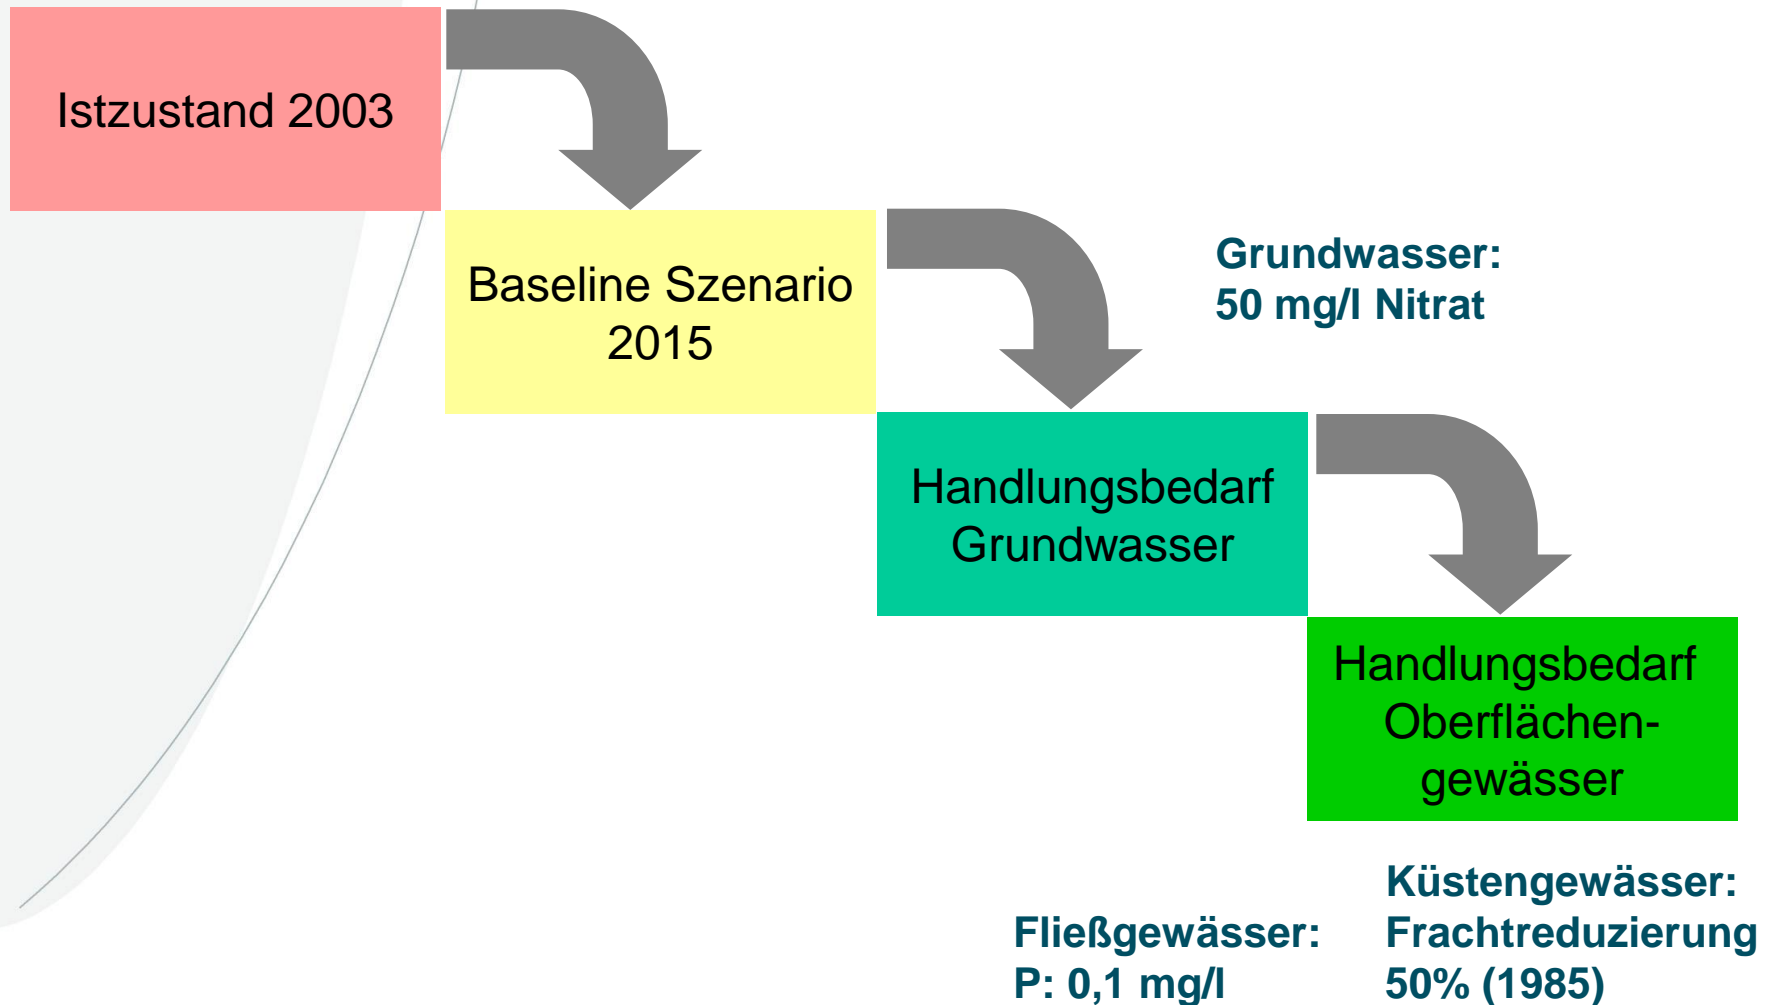 Istzustand 2003
Baseline Szenario
2015
Grundwasser:
50 mg/l Nitrat
Handlungsbedarf
Grundwasser
Handlungsbedarf
Oberflächen-
gewässer
Fließgewässer:
P: 0,1 mg/l
Küstengewässer:
Frachtreduzierung
50% (1985)